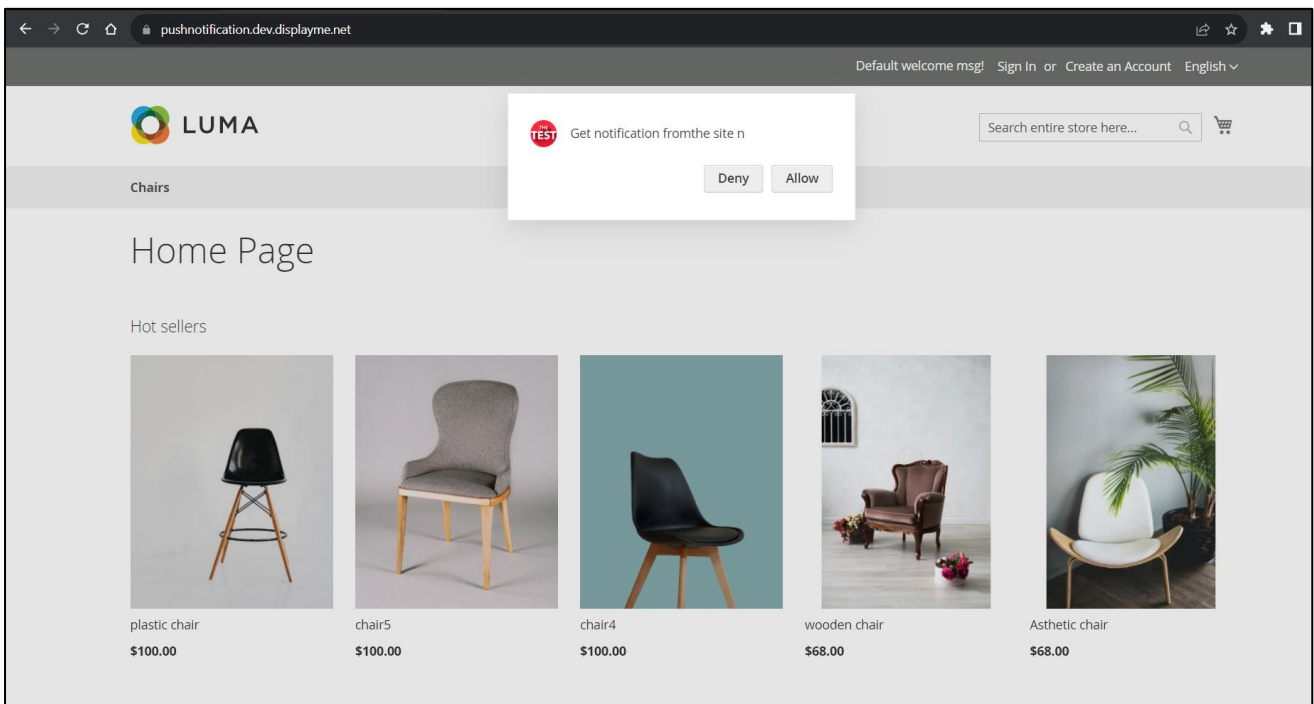 pushnotification.dev.displayme.net
Default welcome msg! Sign In or Create an Account English
LUMA
THE TEST
Get notification fromthe site n
Search entire store here...
Deny Allow
Chairs
Home Page
Hot sellers
plastic chair chair5 chair4 wooden chair Asthetic chair
$100.00 $100.00 $100.00 $68.00 $68.00